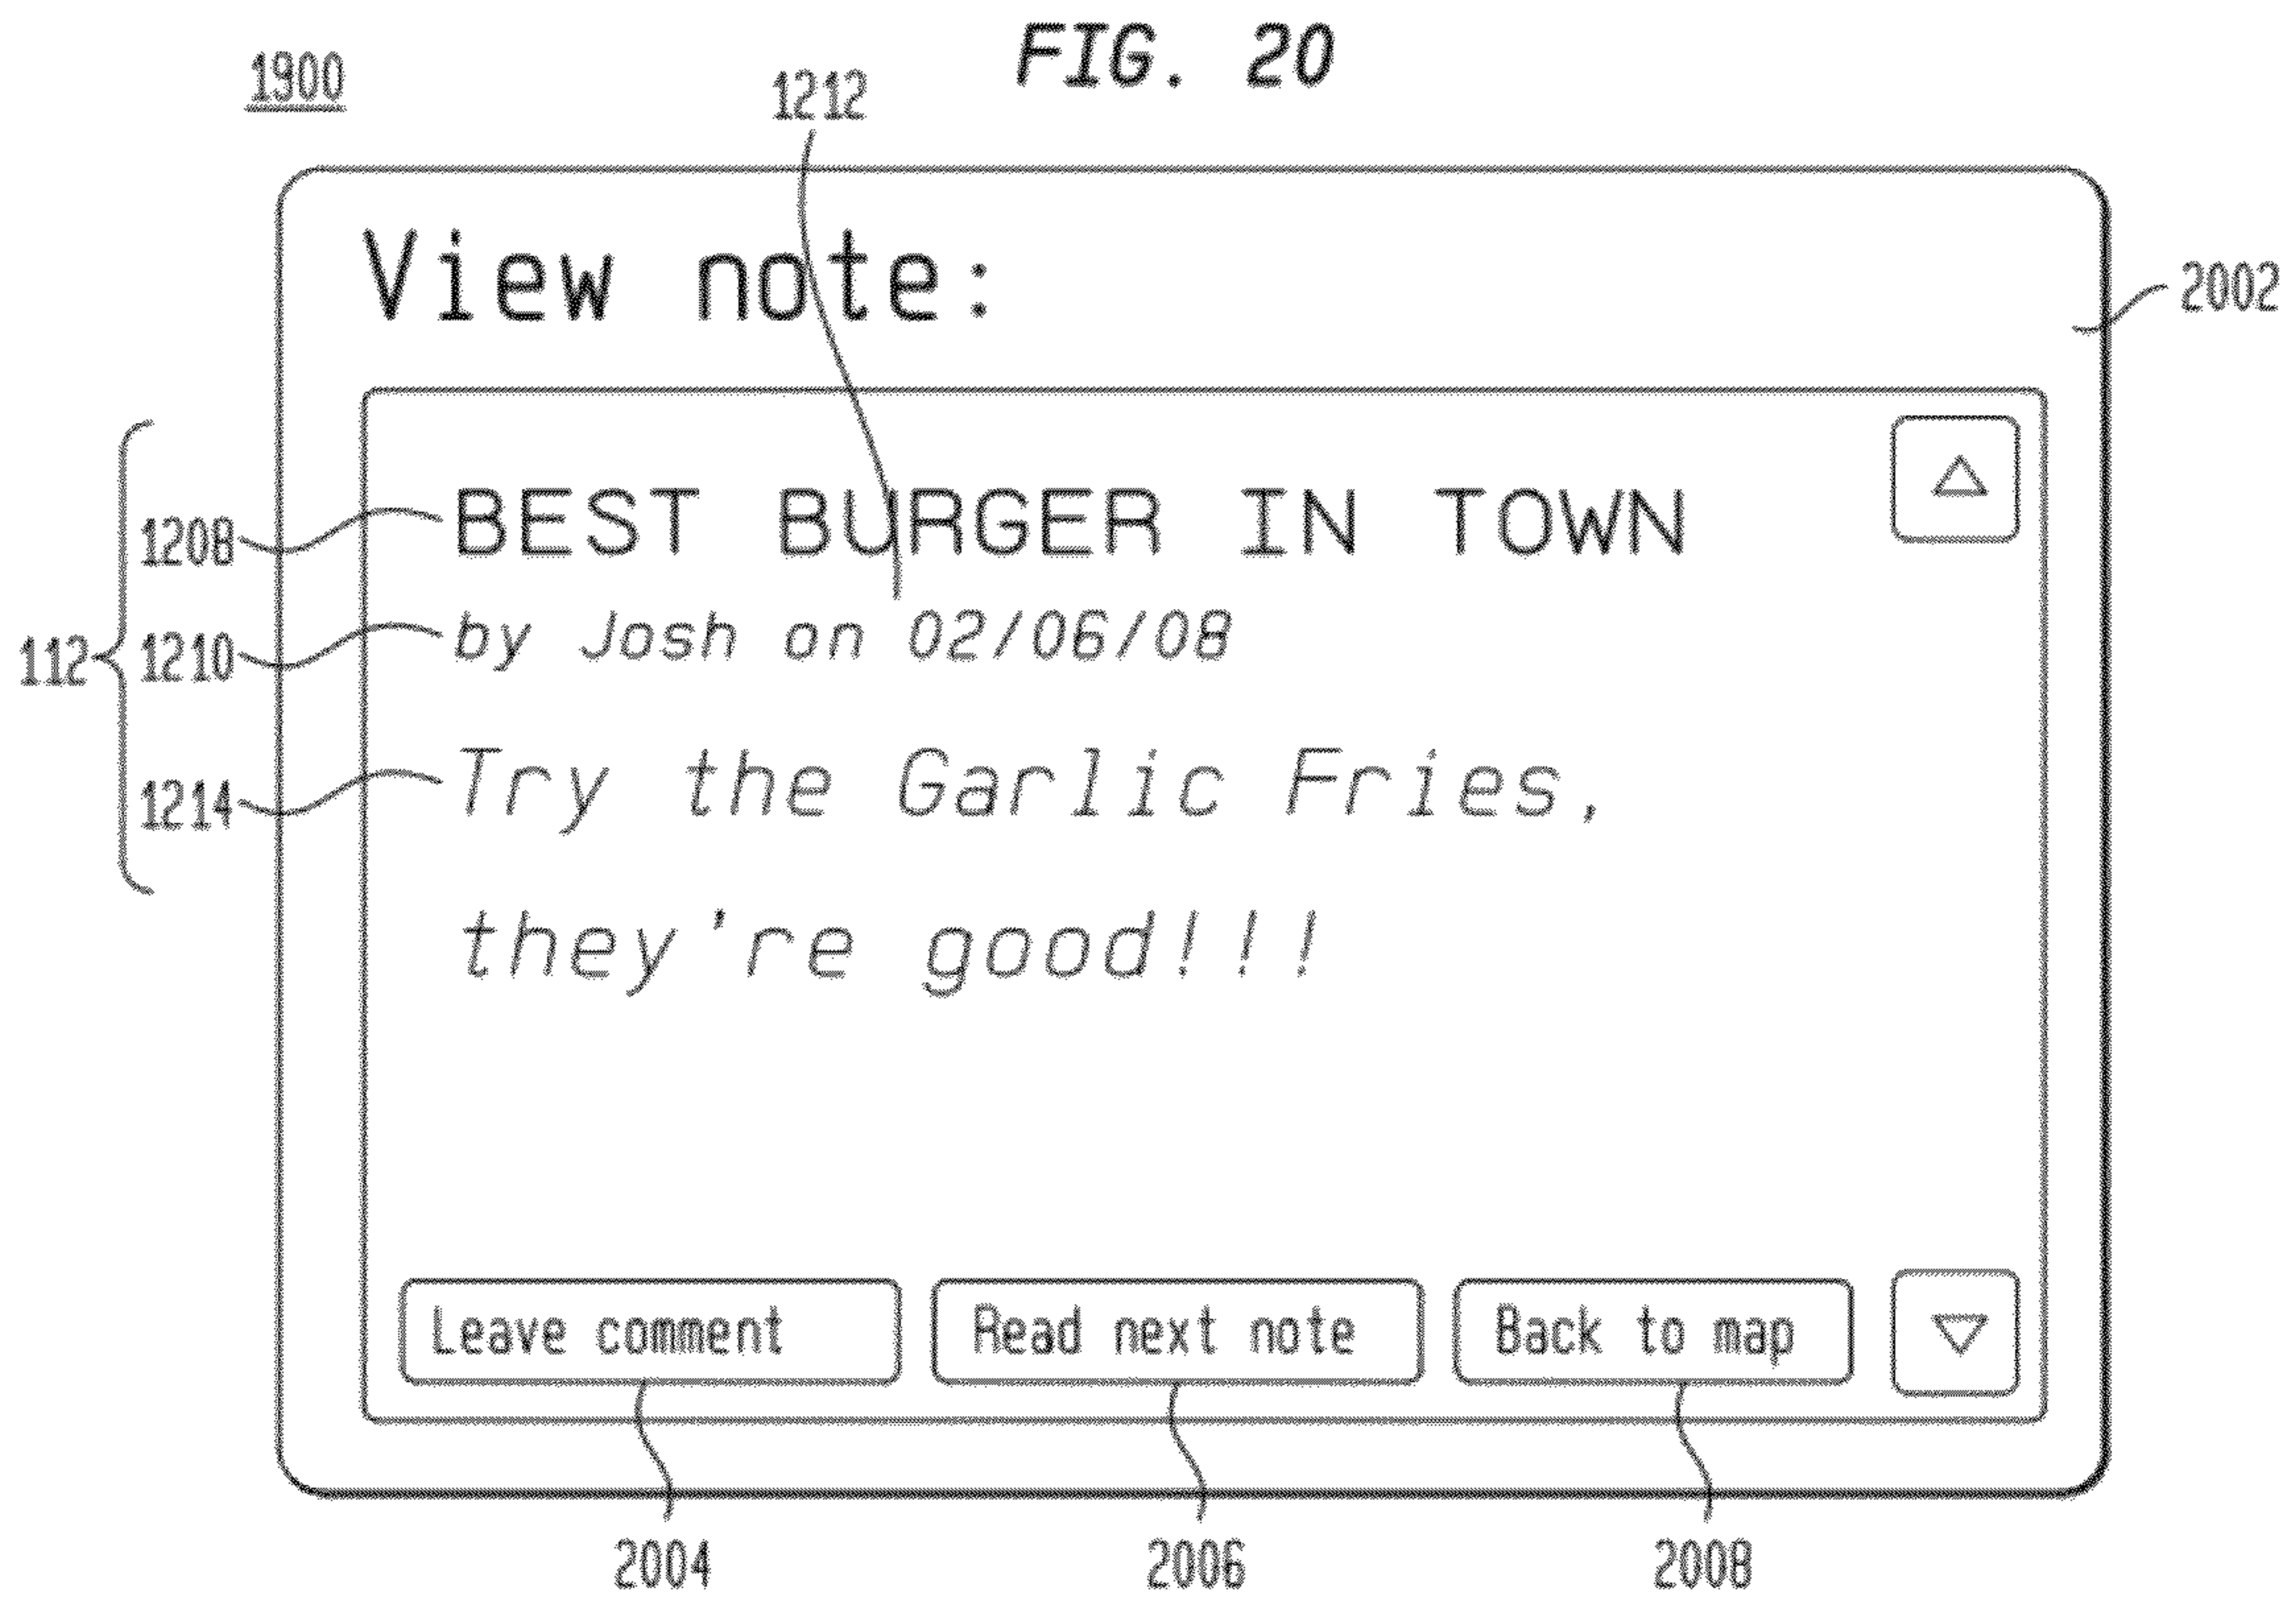 FIG. 20
1900
1212
View note:
2002
BEST BURGER IN TOWN
1208
by Josh on 02/06/08
112
1210
Try the Garlic Fries,
1214
they're good!!!
Leave comment
Read next note
Back to map
2004
2006
2008